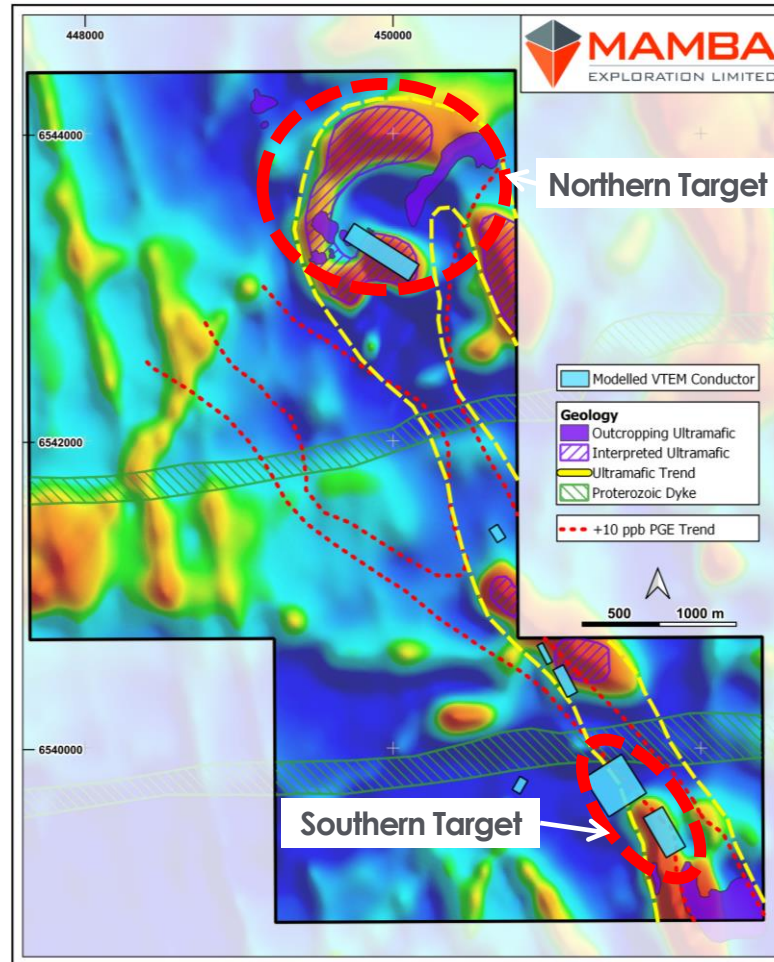 448000
450000
MAMBA
EXPLORATION LIMITED
6544000
Northern Target
Modelled VTEM Conductor
Geology
Outcropping Ultramafic
Interpreted Ultramafic
Ultramafic Trend
Proterozoic Dyke
+10 ppb PGE Trend
6542000
500 1000 m
6540000
Southern Target